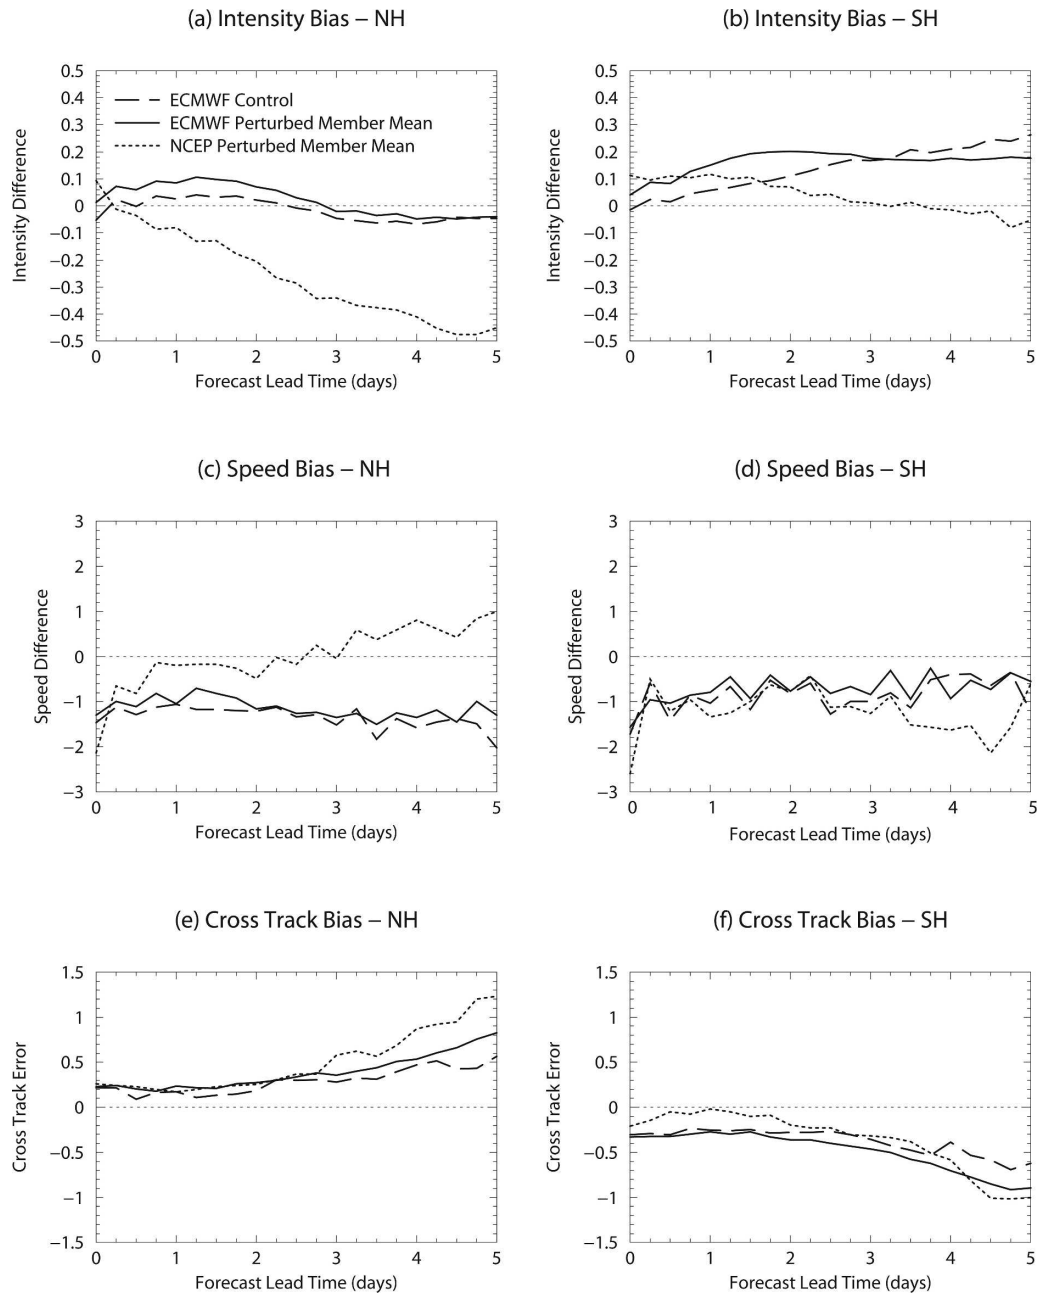 (a) Intensity Bias – NH
(b) Intensity Bias – SH
0.5
0.4
0.3
0.2
0.1
0
−0.1
−0.2
−0.3
−0.4
−0.5
Intensity Difference
ECMWF Control
ECMWF Perturbed Member Mean
NCEP Perturbed Member Mean
0 1 2 3 4 5
Forecast Lead Time (days)
0.5
0.4
0.3
0.2
0.1
0
−0.1
−0.2
−0.3
−0.4
−0.5
Intensity Difference
0 1 2 3 4 5
Forecast Lead Time (days)
(c) Speed Bias – NH
(d) Speed Bias – SH
3
2
1
0
−1
−2
−3
Speed Difference
0 1 2 3 4 5
Forecast Lead Time (days)
3
2
1
0
−1
−2
−3
Speed Difference
0 1 2 3 4 5
Forecast Lead Time (days)
(e) Cross Track Bias – NH
(f) Cross Track Bias – SH
1.5
1
0.5
0
−0.5
−1
−1.5
Cross Track Error
0 1 2 3 4 5
Forecast Lead Time (days)
1.5
1
0.5
0
−0.5
−1
−1.5
Cross Track Error
0 1 2 3 4 5
Forecast Lead Time (days)